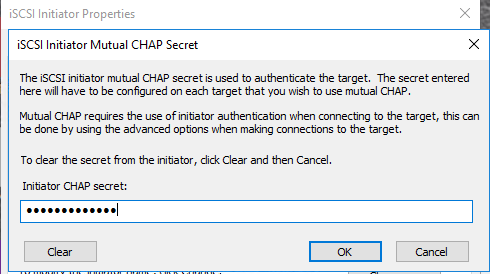 iSCSI Initiator Properties
iSCSI Initiator Mutual CHAP Secret
The iSCSI initiator mutual CHAP secret is used to authenticate the target. The secret entered
here will have to be configured on each target that you wish to use mutual CHAP.
Mutual CHAP requires the use of initiator authentication when connecting to the target, this can
be done by using the advanced options when making connections to the target.
To clear the secret from the initiator, click Clear and then Cancel.
Initiator CHAP secret:
●●●●●●●●●●●●●
Clear
OK
Cancel